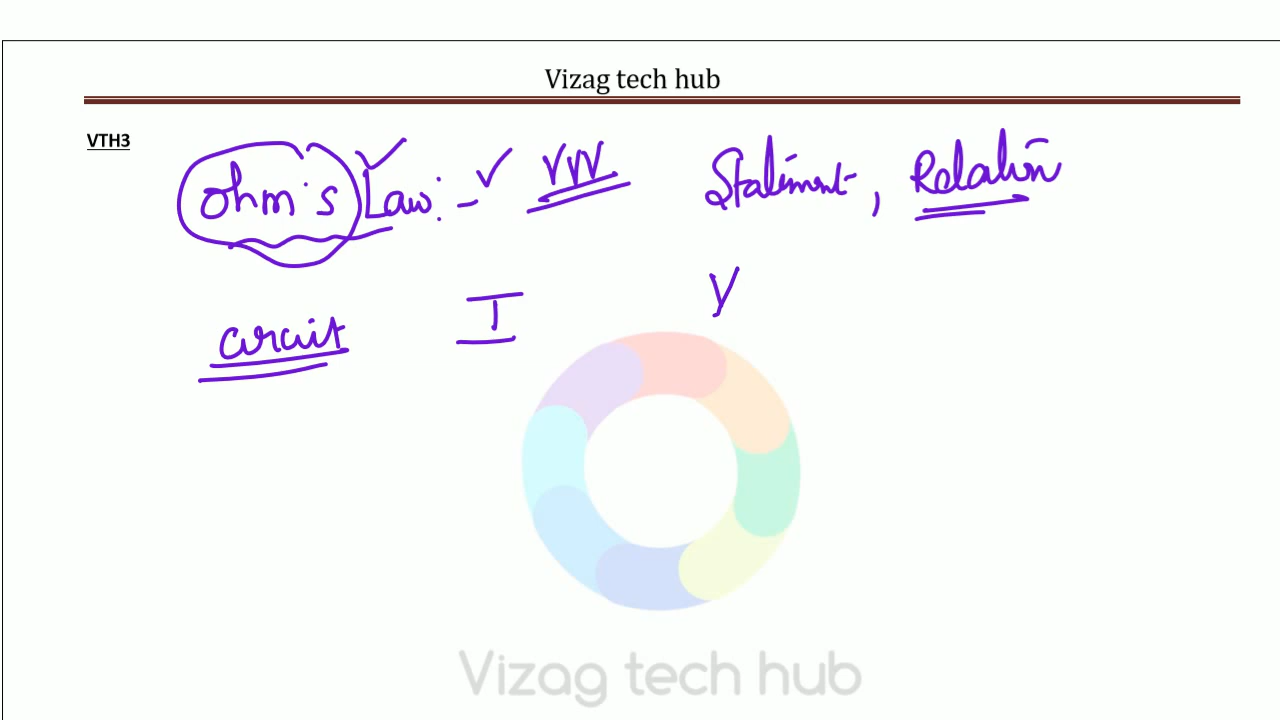 Vizag tech hub
VTH3
ohm's Law:- VVV Statement, Relation
circuit I V
Vizag tech hub